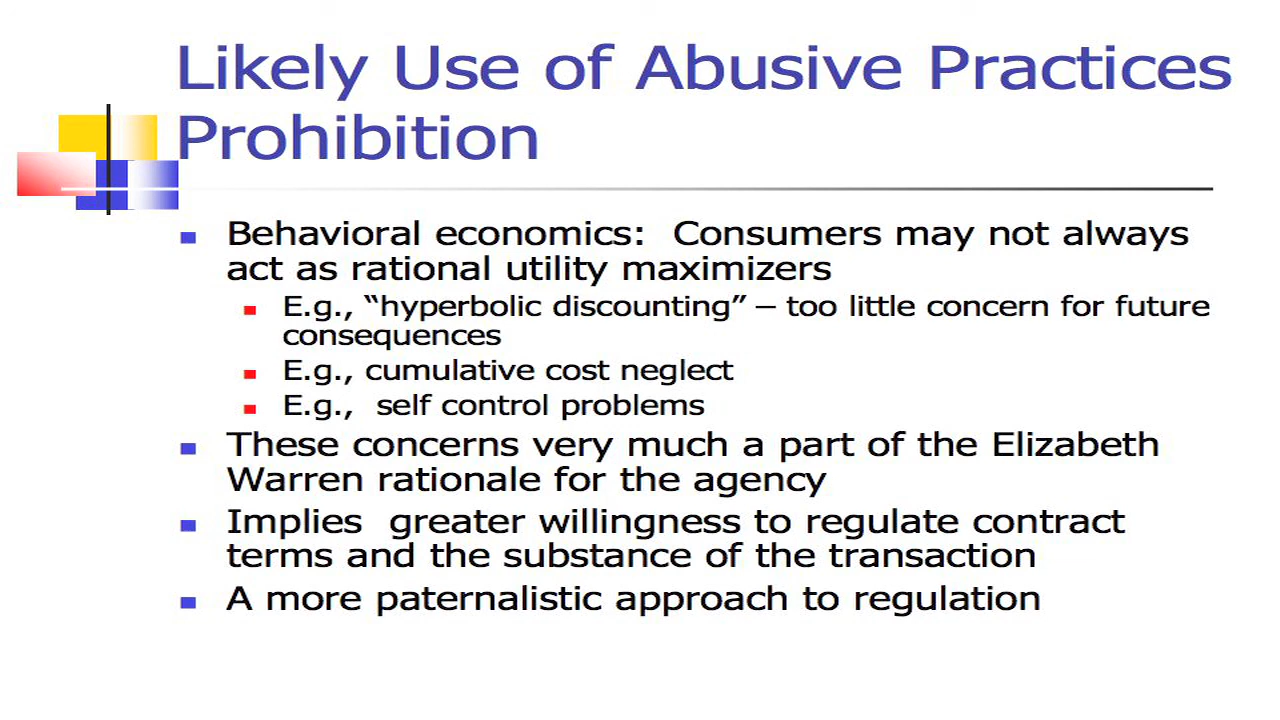 Likely Use of Abusive Practices
Prohibition
Behavioral economics:  Consumers may not always
act as rational utility maximizers
E.g., “hyperbolic discounting” – too little concern for future
consequences
E.g., cumulative cost neglect
E.g.,  self control problems
These concerns very much a part of the Elizabeth
Warren rationale for the agency
Implies  greater willingness to regulate contract
terms and the substance of the transaction
A more paternalistic approach to regulation